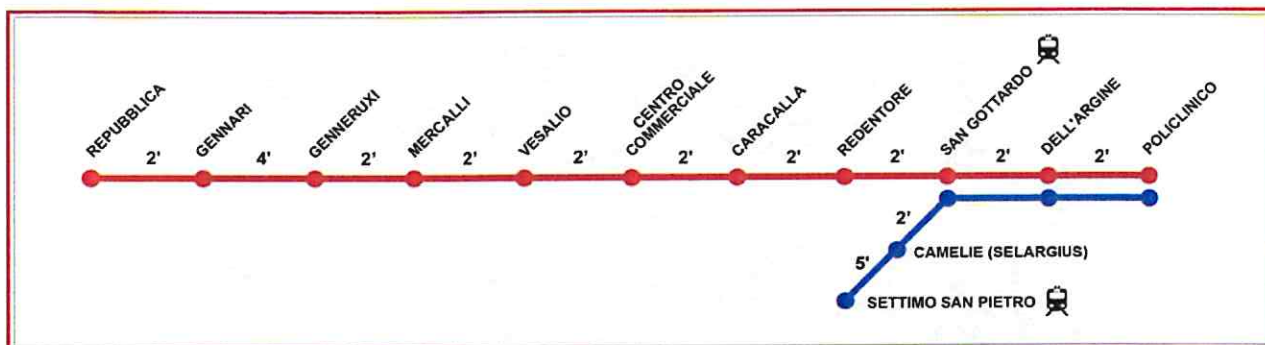 REPUBBLICA
GENNARI
GENNERUXI
MERCALLI
VESALIO
CENTRO
COMMERCIALE
CARACALLA
REDENTORE
SAN GOTTARDO
DELL'ARGINE
POLICLINICO
2'
4'
2'
2'
2'
2'
2'
2'
2'
2'
2'
CAMELIE (SELARGIUS)
5'
SETTIMO SAN PIETRO